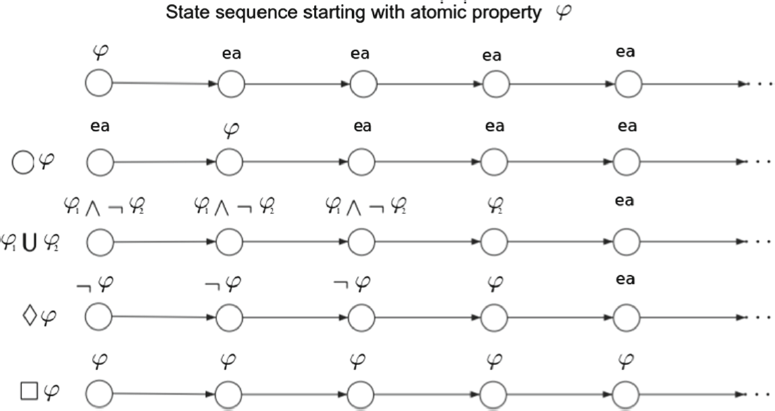 State sequence starting with atomic property φ
φ ea ea ea ea
ea φ ea ea ea
○φ ...
φ₁ ∧ ¬ φ₂ φ₁ ∧ ¬ φ₂ φ₁ ∧ ¬ φ₂ φ₂ ea
φ₁ U φ₂ ...
¬ φ ¬ φ ¬ φ φ ea
◊φ ...
φ φ φ φ φ
□φ ...